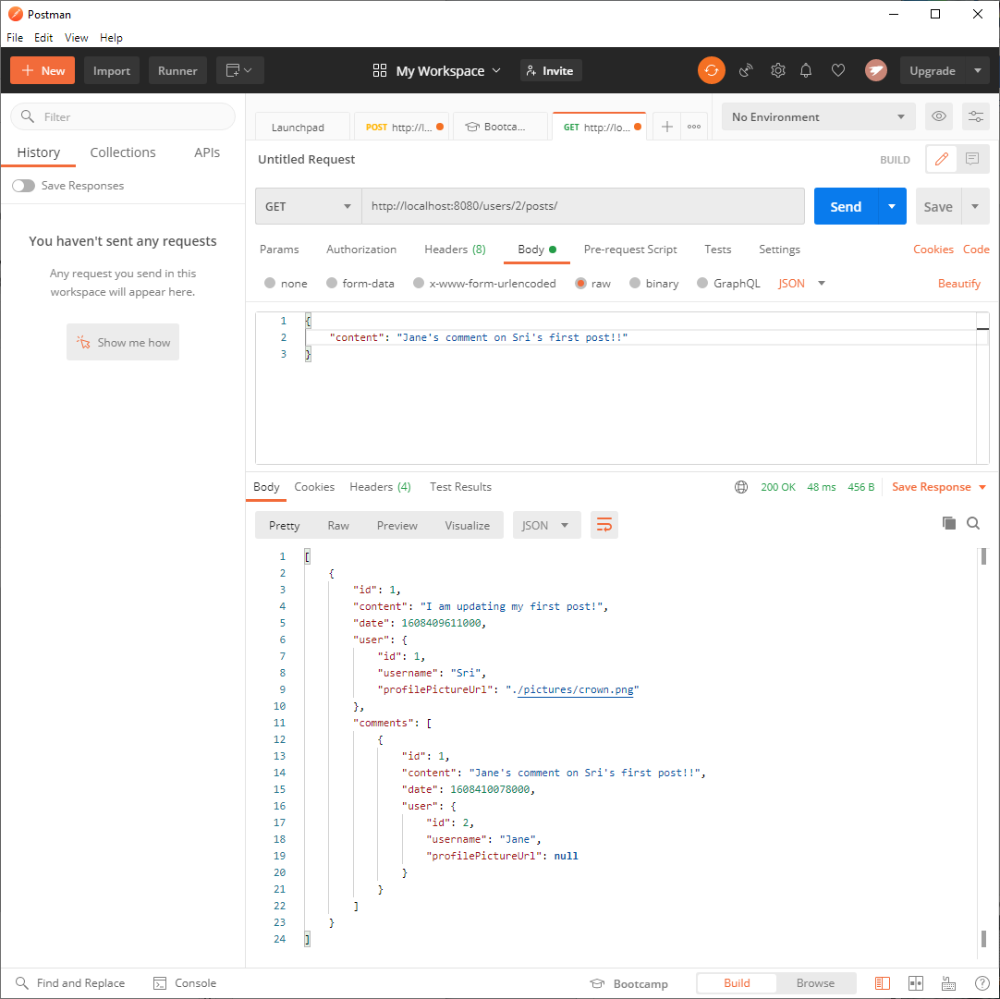 Postman
File Edit View Help
New Import Runner My Workspace Invite Upgrade
Filter
History Collections APIs
Save Responses
You haven't sent any requests
Any request you send in this
workspace will appear here.
Show me how
Launchpad POST http://l... Bootca... GET http://lo... No Environment
Untitled Request BUILD
GET http://localhost:8080/users/2/posts/ Send Save
Params Authorization Headers (8) Body Pre-request Script Tests Settings Cookies Code
none form-data x-www-form-urlencoded raw binary GraphQL JSON Beautify
1 {
2 "content": "Jane's comment on Sri's first post!!"
3 }
Body Cookies Headers (4) Test Results 200 OK 48 ms 456 B Save Response
Pretty Raw Preview Visualize JSON
1 [
2 {
3 "id": 1,
4 "content": "I am updating my first post!",
5 "date": 1608409611000,
6 "user": {
7 "id": 1,
8 "username": "Sri",
9 "profilePictureUrl": "./pictures/crown.png"
10 },
11 "comments": [
12 {
13 "id": 1,
14 "content": "Jane's comment on Sri's first post!!",
15 "date": 1608410078000,
16 "user": {
17 "id": 2,
18 "username": "Jane",
19 "profilePictureUrl": null
20 }
21 }
22 ]
23 }
24 ]
Find and Replace Console Bootcamp Build Browse